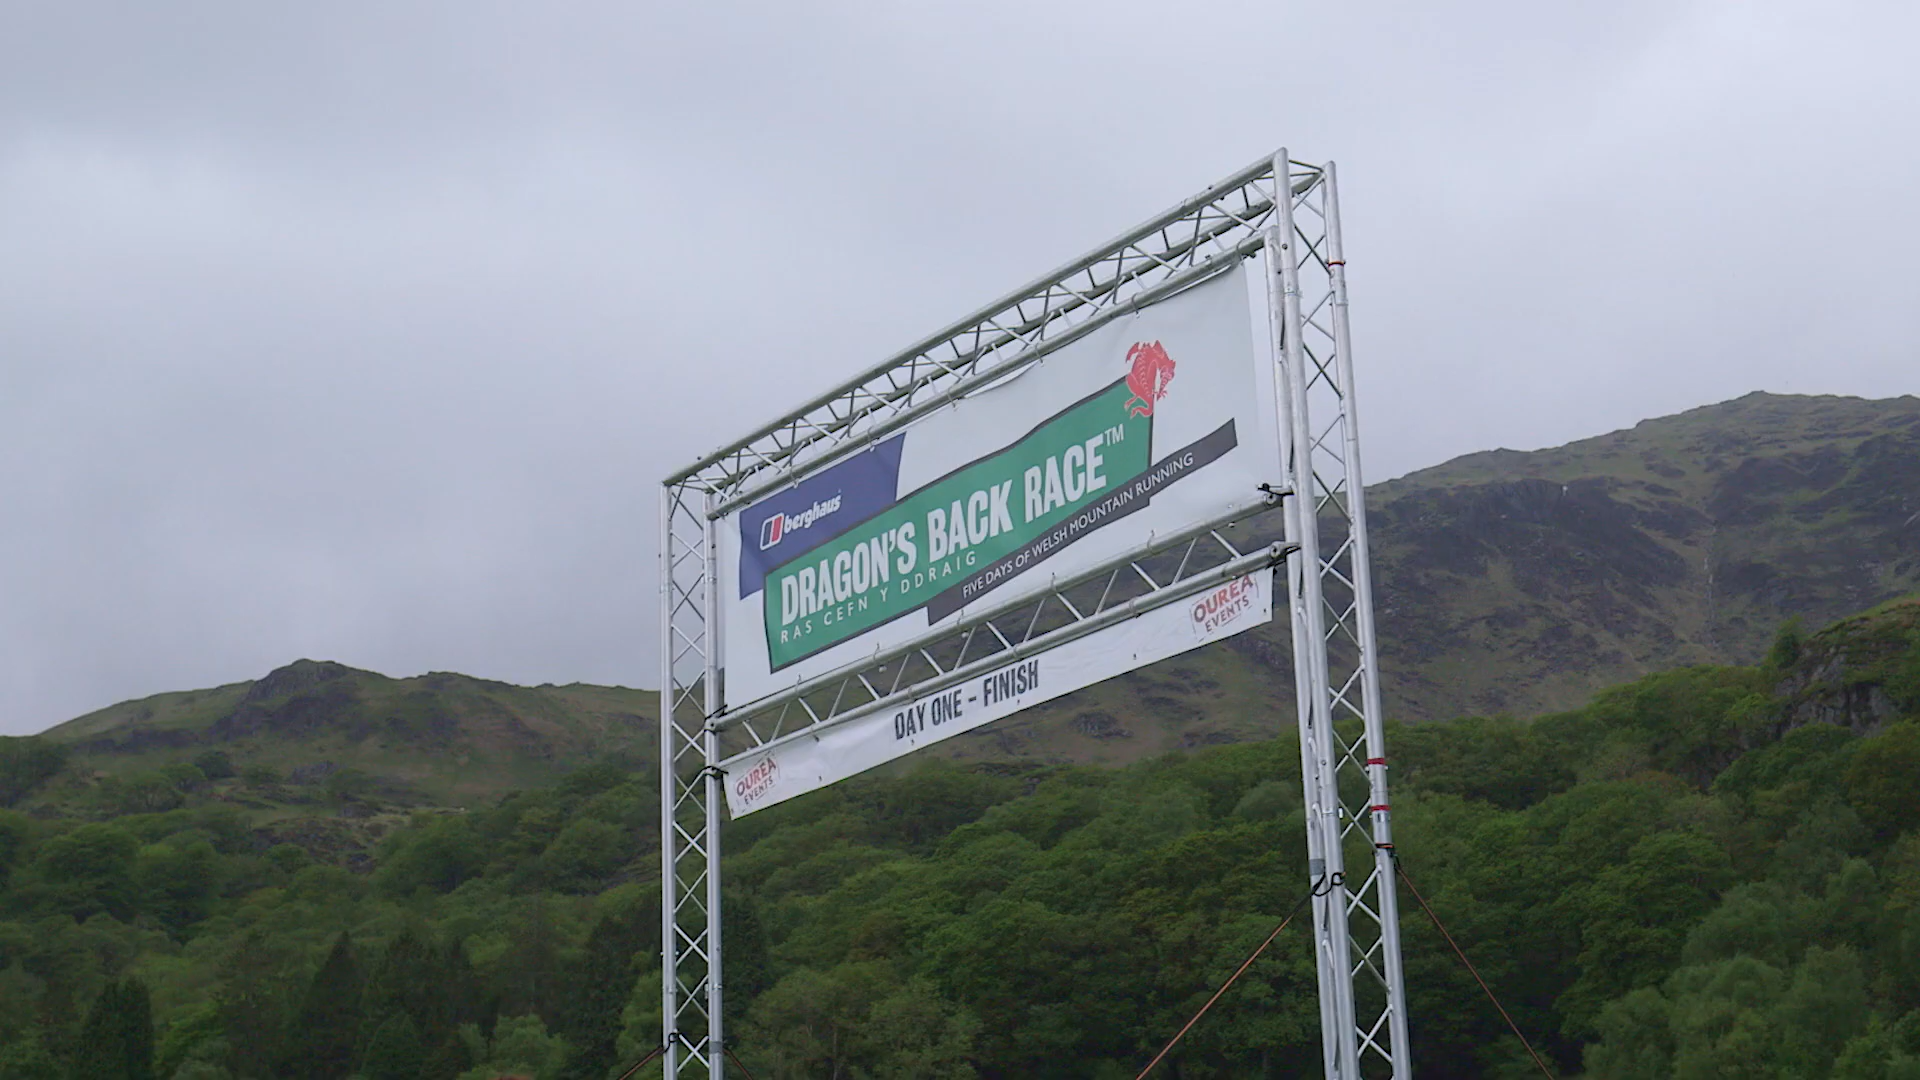 berghaus
DRAGON'S BACK RACE™
RAS CEFN Y DDRAIG
FIVE DAYS OF WELSH MOUNTAIN RUNNING
OUREA
EVENTS
DAY ONE - FINISH
OUREA
EVENTS